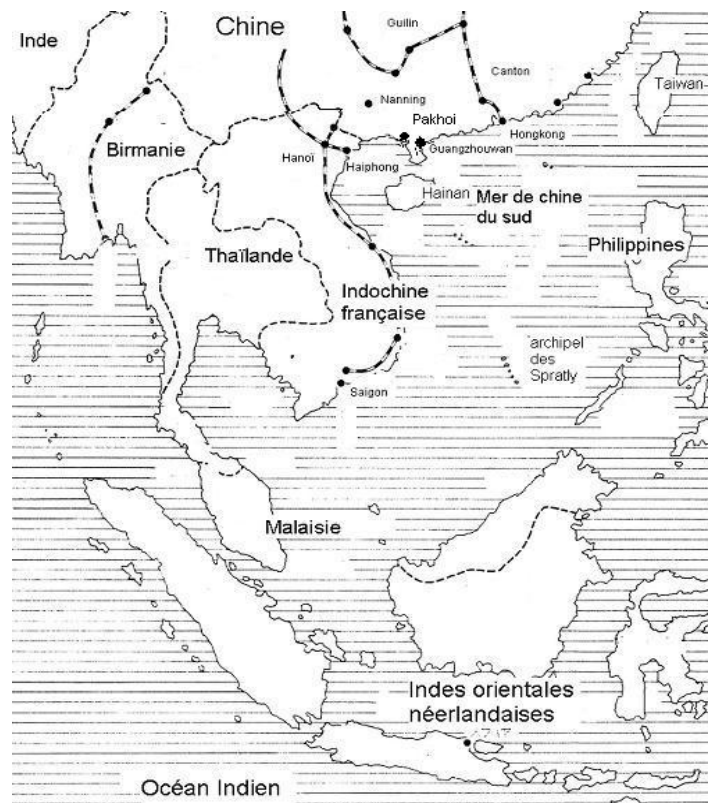 Guilin
Chine
Inde
Canton
Taiwan
Nanning
Pakhoi
Hongkong
Birmanie
Guangzhouwan
Hanoï
Haiphong
Hainan
Mer de chine
du sud
Philippines
Thaïlande
Indochine
française
archipel
des
Spratly
Saigon
Malaisie
Indes orientales
néerlandaises
Océan Indien